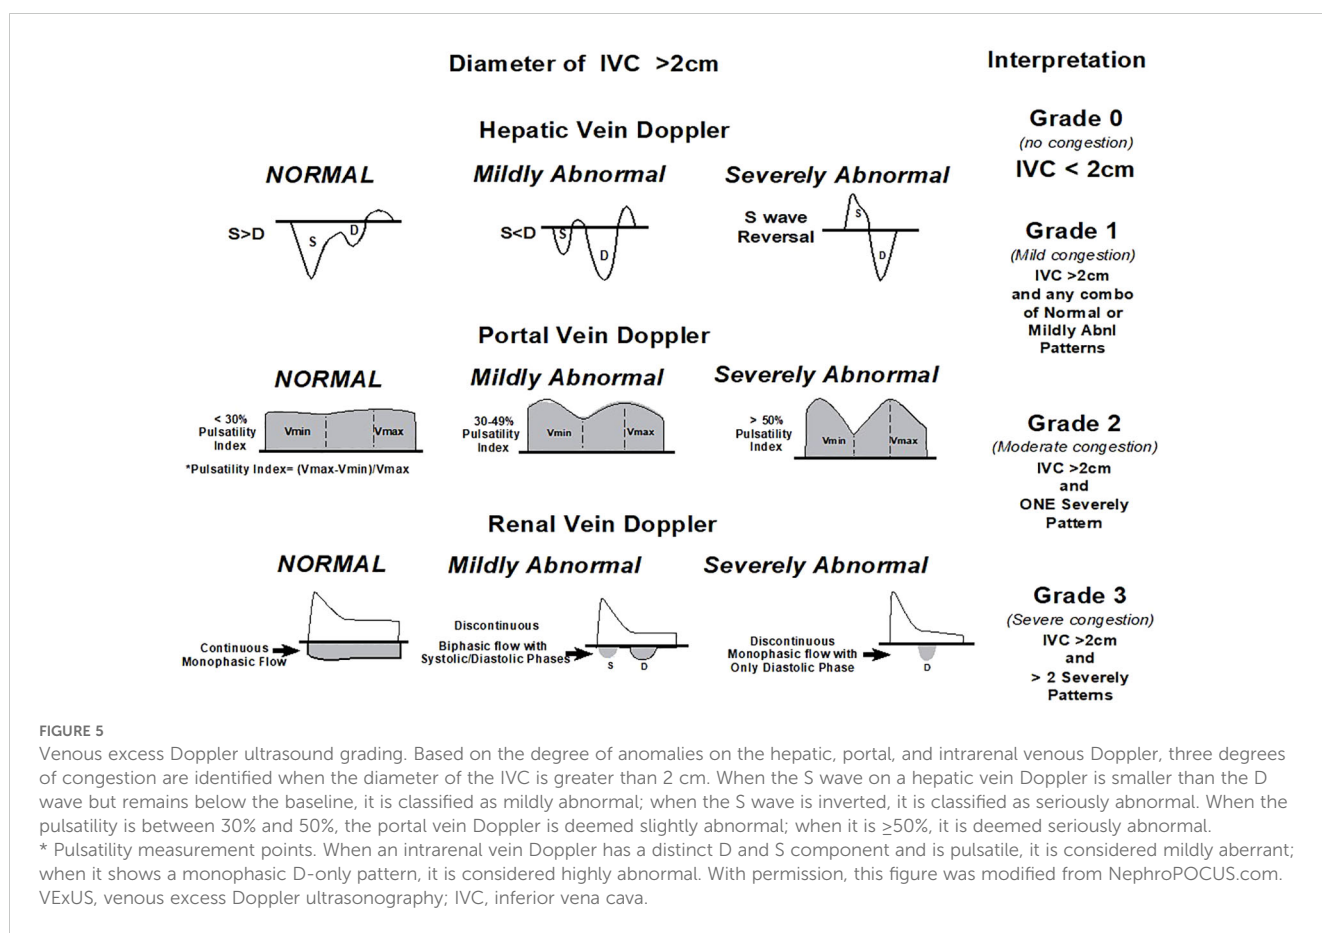 Diameter of IVC >2cm
Hepatic Vein Doppler
NORMAL
Mildly Abnormal
Severely Abnormal
S>D
S
D
S<D
S
D
S wave
Reversal
S
D
Portal Vein Doppler
NORMAL
Mildly Abnormal
Severely Abnormal
< 30%
Pulsatility
Index
Vmin
Vmax
30-49%
Pulsatility
Index
Vmin
Vmax
> 50%
Pulsatility
Index
Vmin
Vmax
*Pulsatility Index= (Vmax-Vmin)/Vmax
Renal Vein Doppler
NORMAL
Mildly Abnormal
Severely Abnormal
Continuous
Monophasic Flow
Discontinuous
Biphasic flow with
Systolic/Diastolic Phases
S
D
Discontinuous
Monophasic flow with
Only Diastolic Phase
D
Interpretation
Grade 0
(no congestion)
IVC < 2cm
Grade 1
(Mild congestion)
IVC >2cm
and any combo
of Normal or
Mildly Abnl
Patterns
Grade 2
(Moderate congestion)
IVC >2cm
and
ONE Severely
Pattern
Grade 3
(Severe congestion)
IVC >2cm
and
> 2 Severely
Patterns
FIGURE 5
Venous excess Doppler ultrasound grading. Based on the degree of anomalies on the hepatic, portal, and intrarenal venous Doppler, three degrees
of congestion are identified when the diameter of the IVC is greater than 2 cm. When the S wave on a hepatic vein Doppler is smaller than the D
wave but remains below the baseline, it is classified as mildly abnormal; when the S wave is inverted, it is classified as seriously abnormal. When the
pulsatility is between 30% and 50%, the portal vein Doppler is deemed slightly abnormal; when it is ≥50%, it is deemed seriously abnormal.
* Pulsatility measurement points. When an intrarenal vein Doppler has a distinct D and S component and is pulsatile, it is considered mildly aberrant;
when it shows a monophasic D-only pattern, it is considered highly abnormal. With permission, this figure was modified from NephroPOCUS.com.
VExUS, venous excess Doppler ultrasonography; IVC, inferior vena cava.